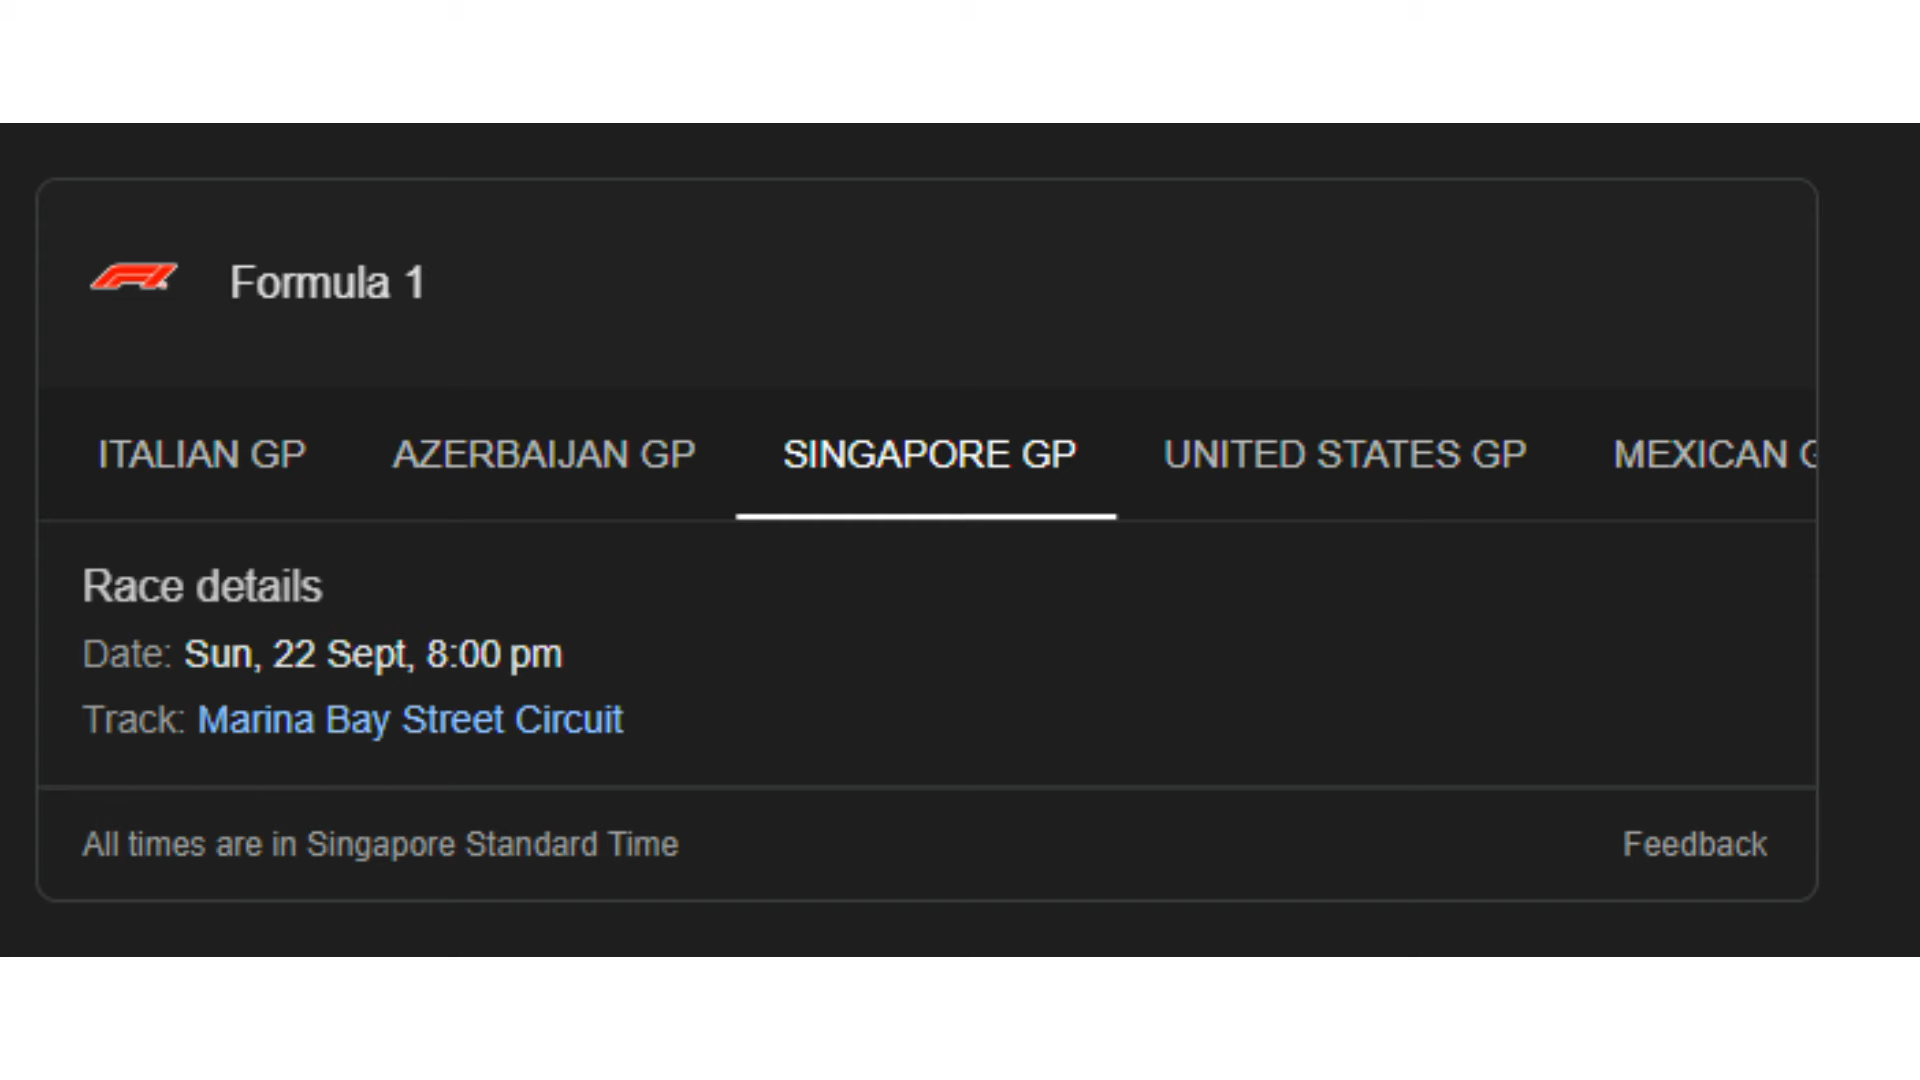 Formula 1
ITALIAN GP AZERBAIJAN GP SINGAPORE GP UNITED STATES GP MEXICAN
Race details
Date: Sun, 22 Sept, 8:00 pm
Track: Marina Bay Street Circuit
All times are in Singapore Standard Time Feedback